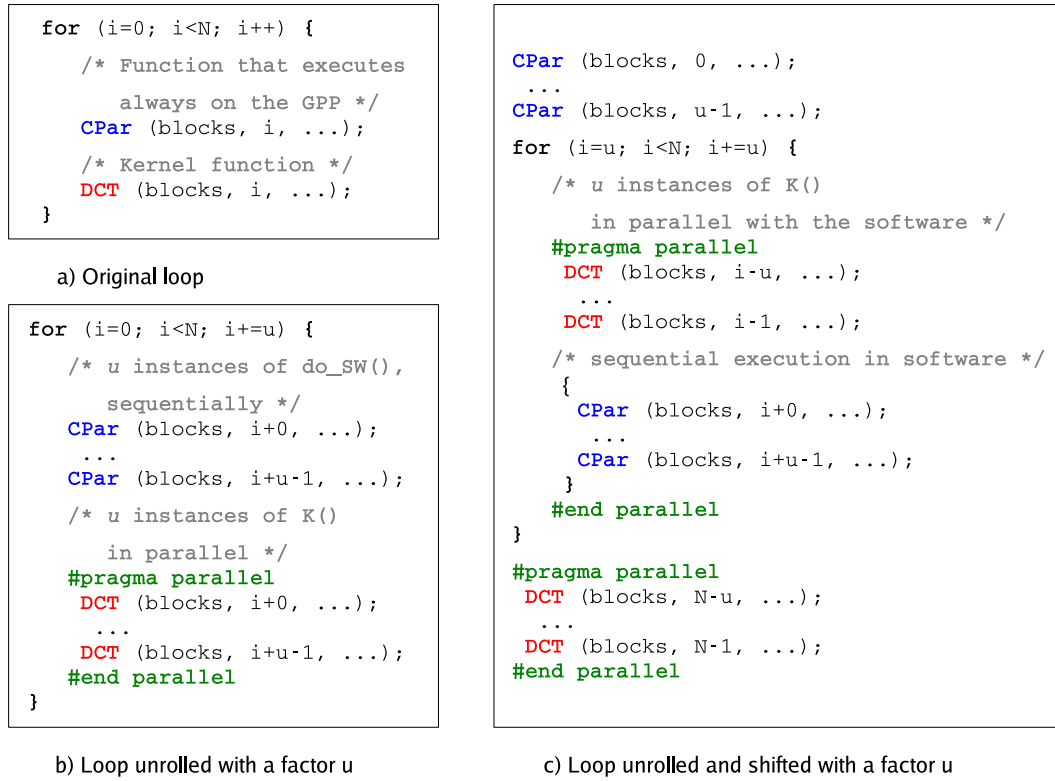 for (i=0; i<N; i++) {
/* Function that executes
always on the GPP */
CPar (blocks, i, ...);
/* Kernel function */
DCT (blocks, i, ...);
}
a) Original loop
for (i=0; i<N; i+=u) {
/* u instances of do_SW(),
sequentially */
CPar (blocks, i+0, ...);
...
CPar (blocks, i+u-1, ...);
/* u instances of K()
in parallel */
#pragma parallel
DCT (blocks, i+0, ...);
...
DCT (blocks, i+u-1, ...);
#end parallel
}
b) Loop unrolled with a factor u
CPar (blocks, 0, ...);
...
CPar (blocks, u-1, ...);
for (i=u; i<N; i+=u) {
/* u instances of K()
in parallel with the software */
#pragma parallel
DCT (blocks, i-u, ...);
...
DCT (blocks, i-1, ...);
/* sequential execution in software */
{
CPar (blocks, i+0, ...);
...
CPar (blocks, i+u-1, ...);
}
#end parallel
}
#pragma parallel
DCT (blocks, N-u, ...);
...
DCT (blocks, N-1, ...);
#end parallel
c) Loop unrolled and shifted with a factor u